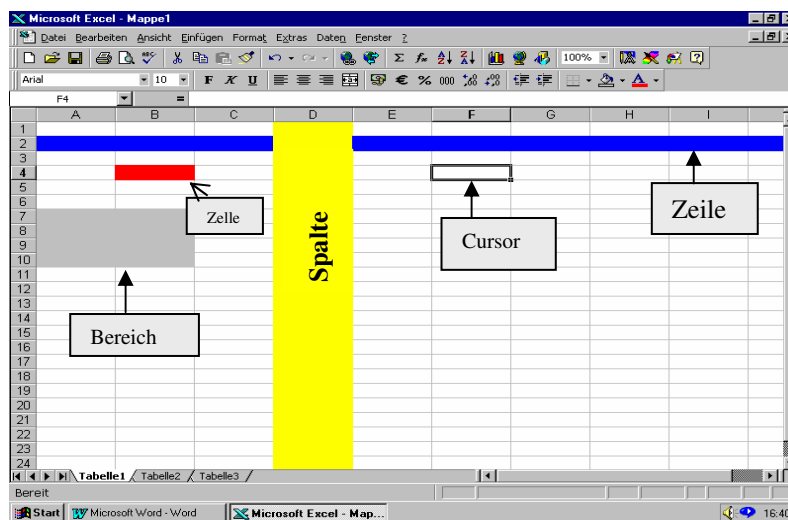 Microsoft Excel - Mappe1
Datei Bearbeiten Ansicht Einfügen Format Extras Daten Fenster ?
Σ fx 100%
Arial 10 F K U € % 000
F4 =
A B C D E F G H I
1
2
3
4
5
6
7
8
9
10
11
12
13
14
15
16
17
18
19
20
21
22
23
24
Zelle
Spalte
Cursor
Zeile
Bereich
Tabelle1 Tabelle2 Tabelle3
Bereit
Start Microsoft Word - Word Microsoft Excel - Map... 16:40